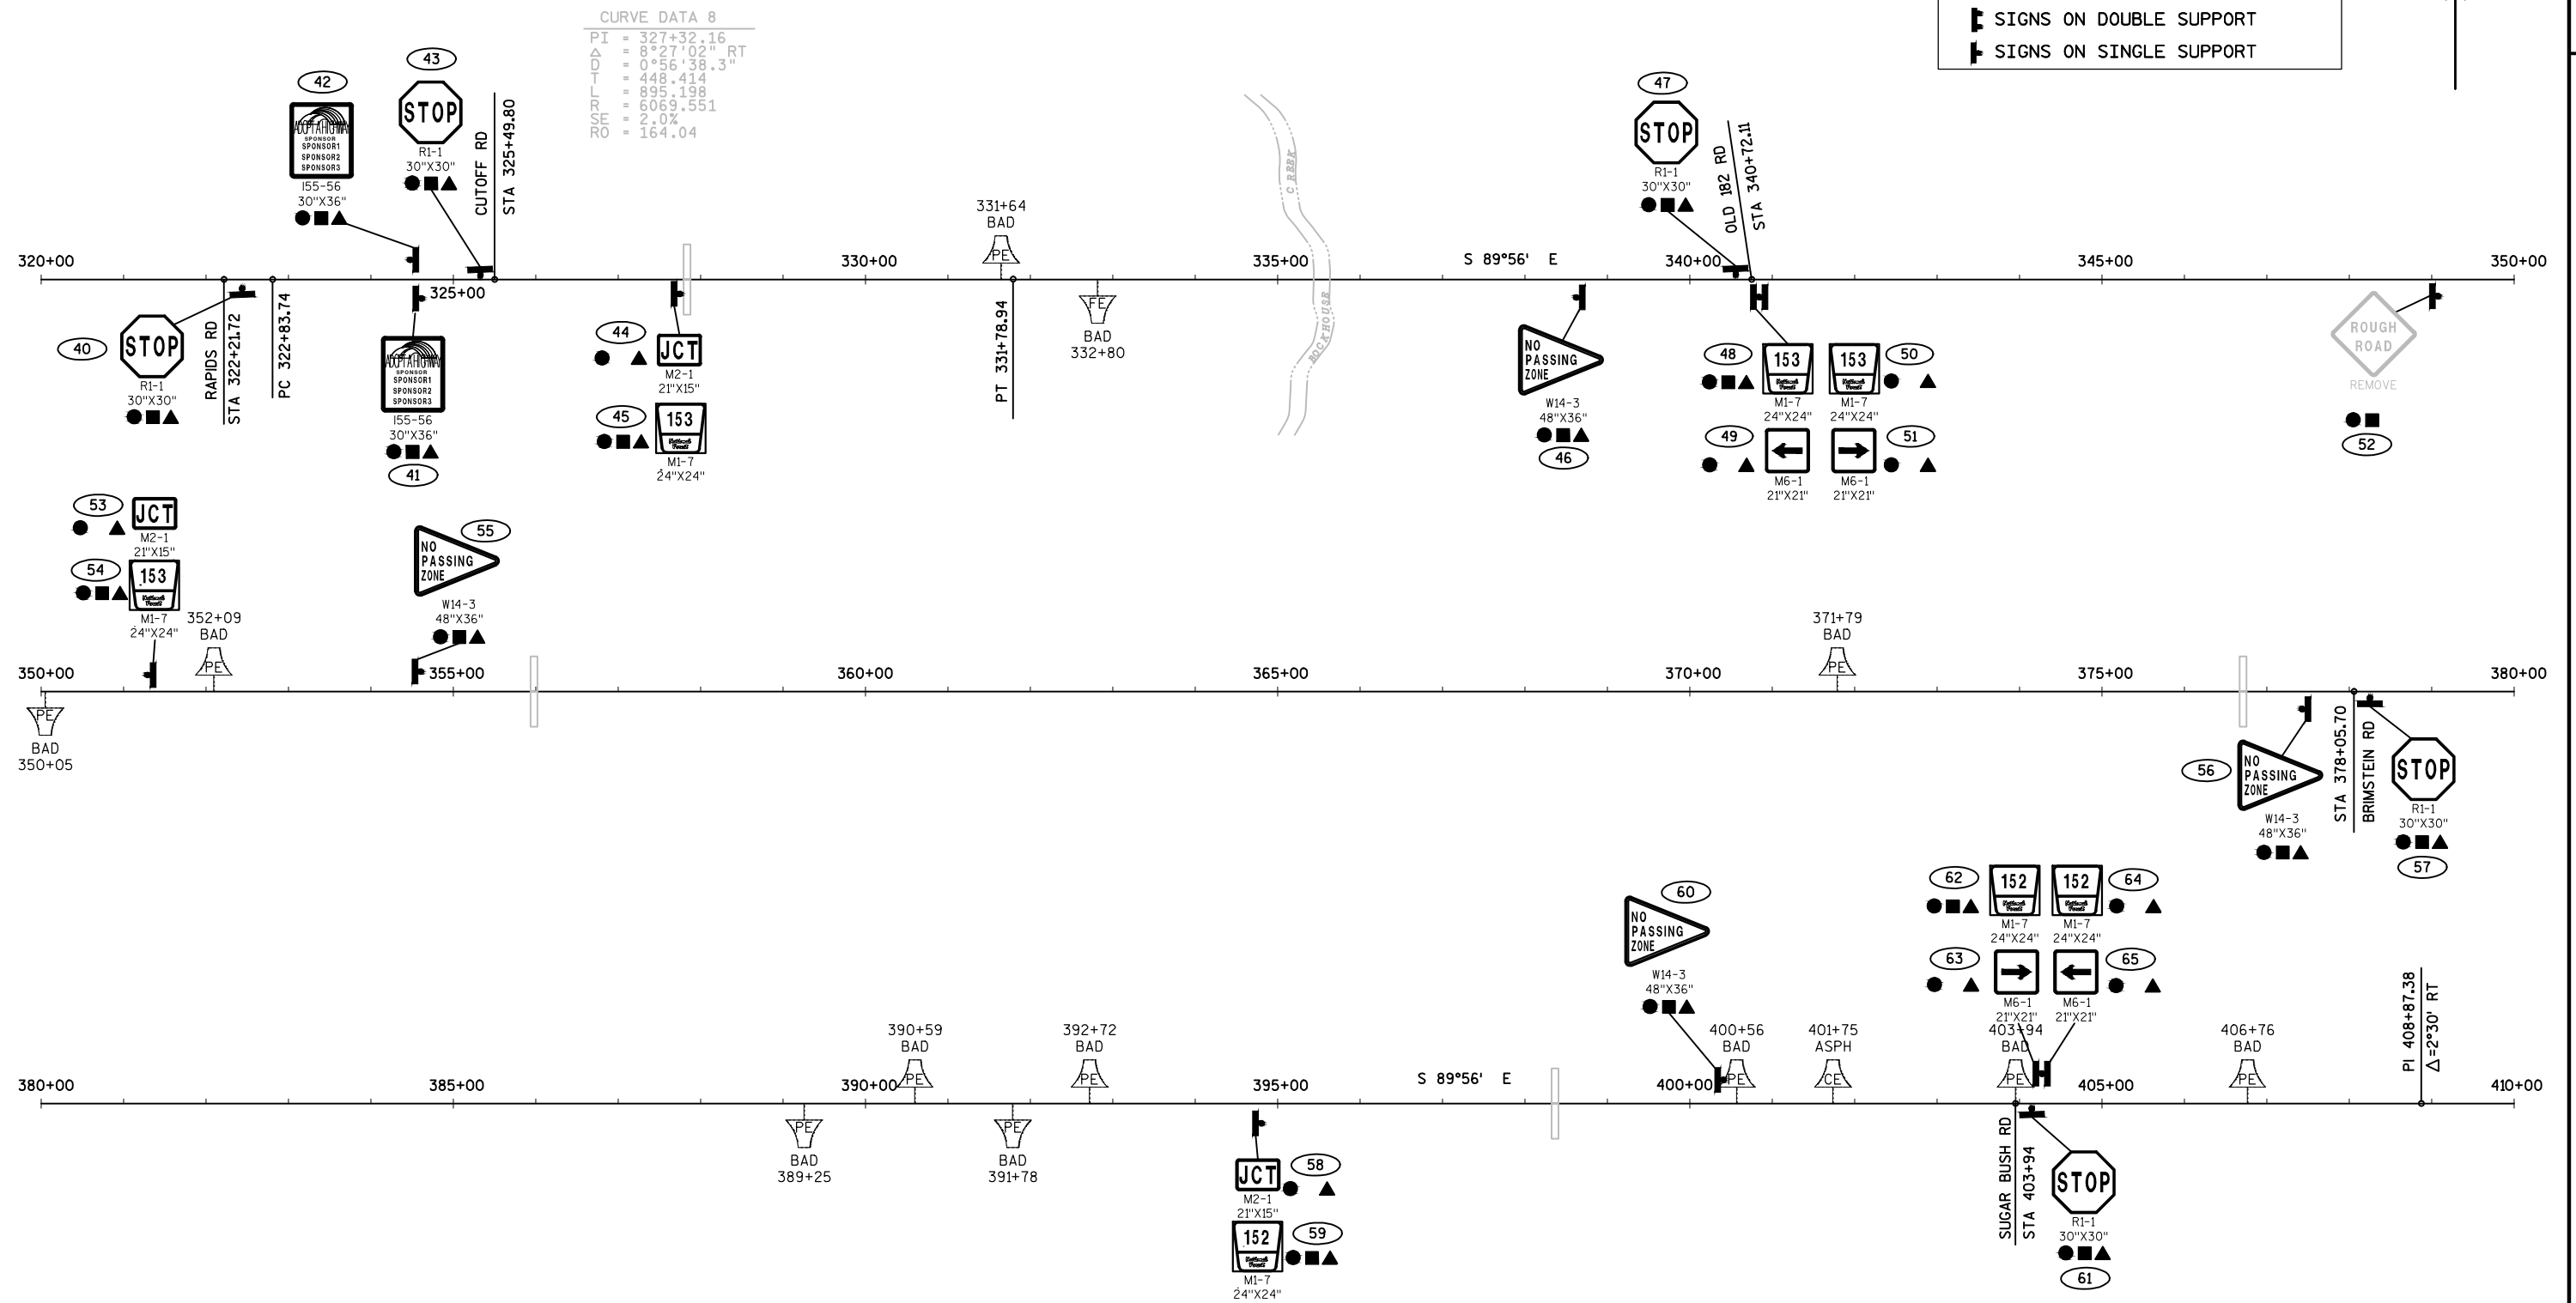 CURVE DATA 8
PI = 327+32.16
Δ = 8°27'02" RT
D = 0°56'38.3"
T = 448.414
L = 895.198
R = 6069.551
SE = 2.0%
RO = 164.04
SIGNS ON DOUBLE SUPPORT
SIGNS ON SINGLE SUPPORT
42
ADOPT A HIGHWAY
SPONSOR
SPONSOR1
SPONSOR2
SPONSOR3
I55-56
30"X36"
43
STOP
R1-1
30"X30"
CUTOFF RD
STA 325+49.80
331+64
BAD
PE
CREEK
ROCKHOUSE
47
STOP
R1-1
30"X30"
OLD 182 RD
STA 340+72.11
320+00
325+00
330+00
335+00
S 89°56' E
340+00
345+00
350+00
40
STOP
R1-1
30"X30"
RAPIDS RD
STA 322+21.72
PC 322+83.74
ADOPT A HIGHWAY
SPONSOR
SPONSOR1
SPONSOR2
SPONSOR3
I55-56
30"X36"
41
44
JCT
M2-1
21"X15"
45
153
M1-7
24"X24"
PT 331+78.94
FE
BAD
332+80
NO
PASSING
ZONE
W14-3
48"X36"
46
48
153
M1-7
24"X24"
49
M6-1
21"X21"
153
50
M1-7
24"X24"
51
M6-1
21"X21"
ROUGH
ROAD
REMOVE
52
53
JCT
M2-1
21"X15"
54
153
M1-7
24"X24"
352+09
BAD
PE
55
NO
PASSING
ZONE
W14-3
48"X36"
371+79
BAD
PE
350+00
355+00
360+00
365+00
370+00
375+00
380+00
PE
BAD
350+05
56
NO
PASSING
ZONE
W14-3
48"X36"
STA 378+05.70
BRIMSTEIN RD
STOP
R1-1
30"X30"
57
60
NO
PASSING
ZONE
W14-3
48"X36"
62
152
M1-7
24"X24"
63
M6-1
21"X21"
152
64
M1-7
24"X24"
65
M6-1
21"X21"
390+59
BAD
PE
392+72
BAD
PE
400+56
BAD
PE
401+75
ASPH
CE
403+94
BAD
PE
406+76
BAD
PE
PI 408+87.38
Δ=2°30' RT
380+00
385+00
390+00
395+00
S 89°56' E
400+00
405+00
410+00
PE
BAD
389+25
PE
BAD
391+78
JCT
58
M2-1
21"X15"
152
59
M1-7
24"X24"
SUGAR BUSH RD
STA 403+94
STOP
R1-1
30"X30"
61